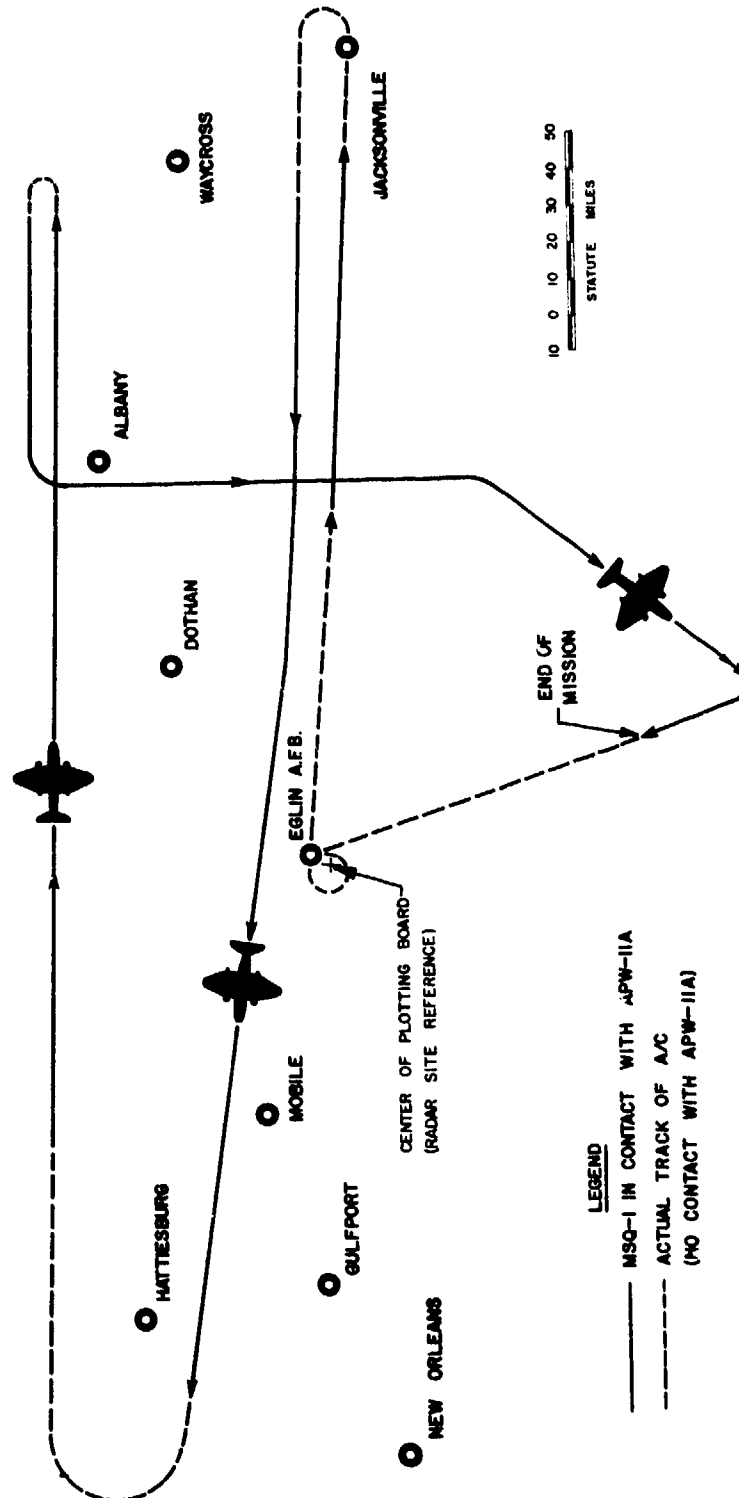 WAYCROSS
JACKSONVILLE
ALBANY
DOTHAN
EGLIN A.F.B.
MOBILE
HATTIESBURG
GULFPORT
NEW ORLEANS
CENTER OF PLOTTING BOARD
(RADAR SITE REFERENCE)
END OF
MISSION
10 0 10 20 30 40 50
STATUTE MILES
LEGEND
MSQ-1 IN CONTACT WITH APW-11A
ACTUAL TRACK OF A/C
(NO CONTACT WITH APW-11A)